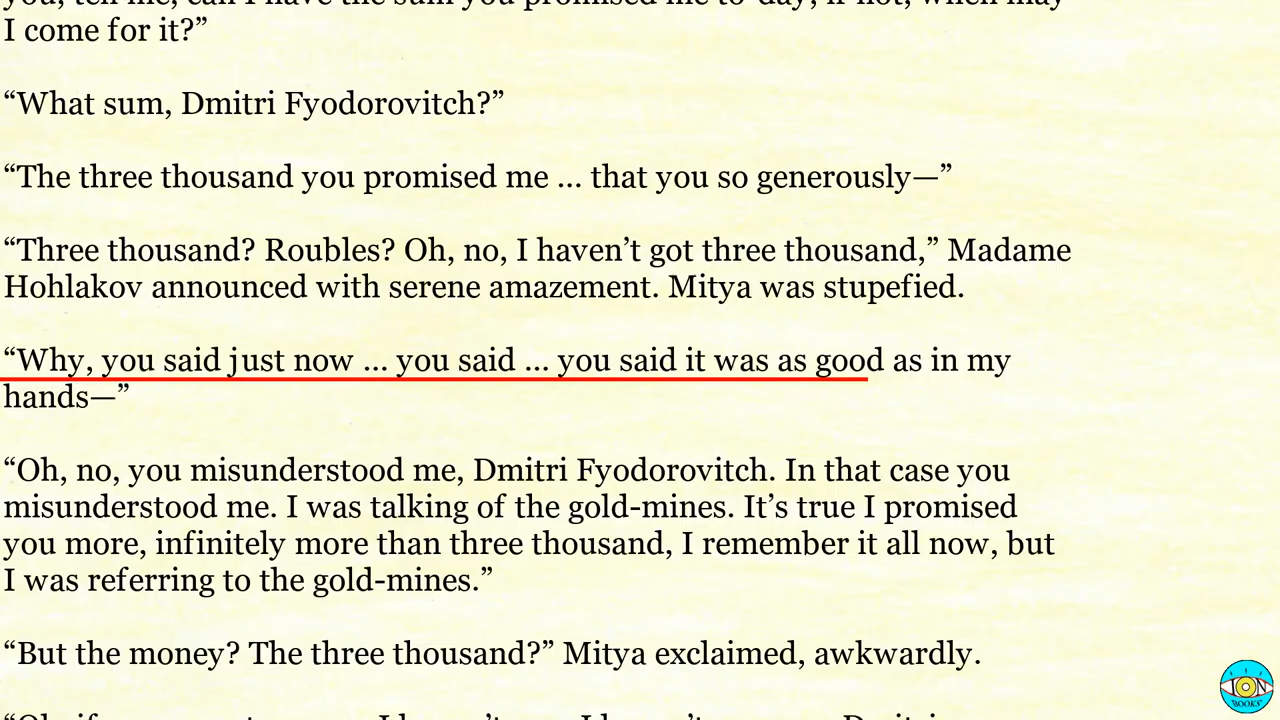 I come for it?”
“What sum, Dmitri Fyodorovitch?”
“The three thousand you promised me ... that you so generously—”
“Three thousand? Roubles? Oh, no, I haven’t got three thousand,” Madame
Hohlakov announced with serene amazement. Mitya was stupefied.
“Why, you said just now ... you said ... you said it was as good as in my
hands—”
“Oh, no, you misunderstood me, Dmitri Fyodorovitch. In that case you
misunderstood me. I was talking of the gold-mines. It’s true I promised
you more, infinitely more than three thousand, I remember it all now, but
I was referring to the gold-mines.”
“But the money? The three thousand?” Mitya exclaimed, awkwardly.
ION
BOOKS